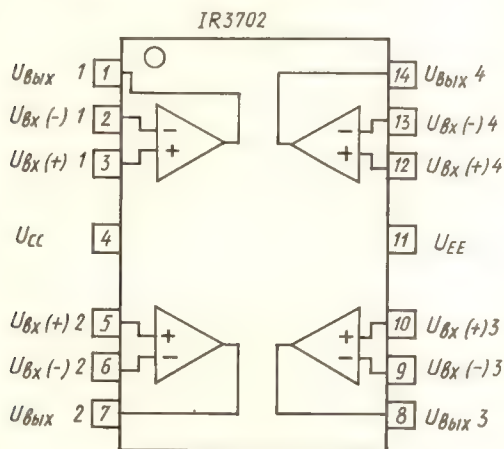 IR3702
Uвых 1 1
Uвх (-) 1 2
Uвх (+) 1 3
UCC 4
Uвх (+) 2 5
Uвх (-) 2 6
Uвых 2 7
14 Uвых 4
13 Uвх (-) 4
12 Uвх (+) 4
11 UEE
10 Uвх (+) 3
9 Uвх (-) 3
8 Uвых 3
- +
- +
+ -
+ -